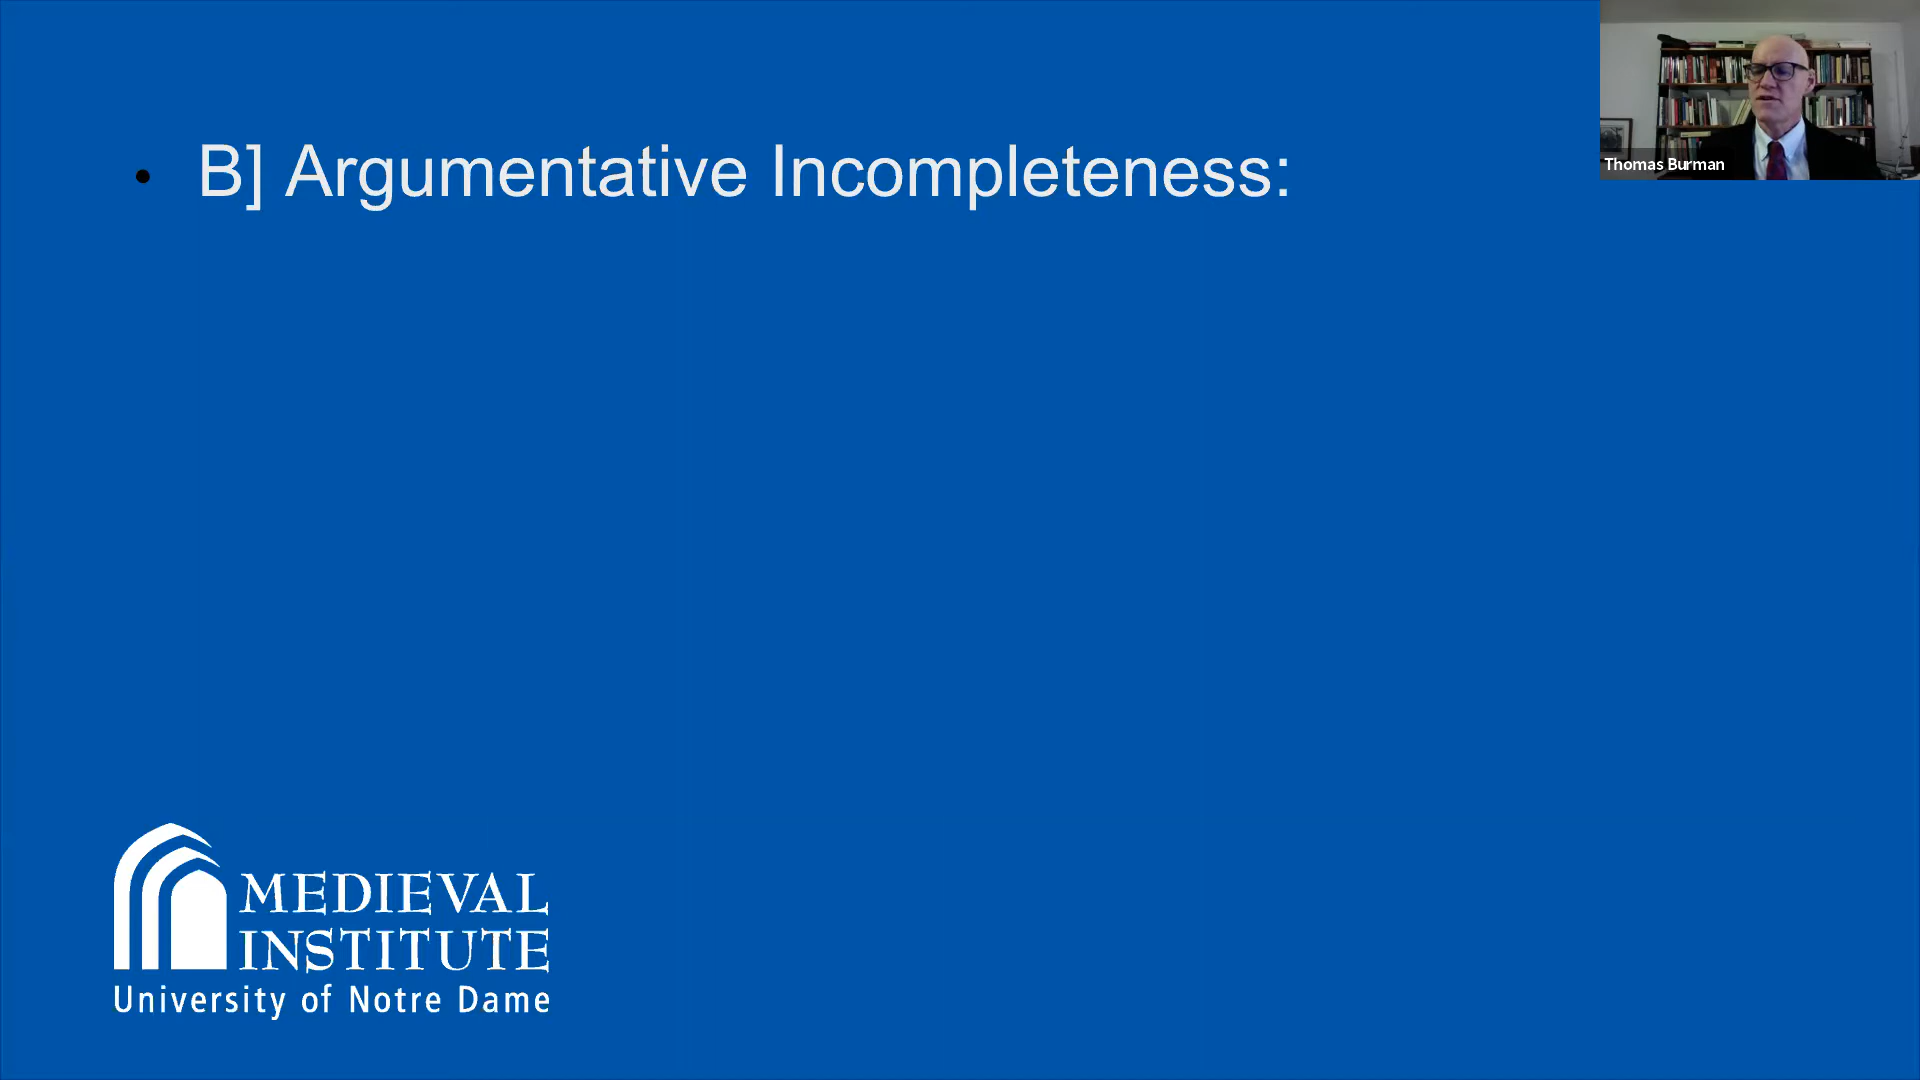 • B] Argumentative Incompleteness:
Thomas Burman
MEDIEVAL
INSTITUTE
University of Notre Dame